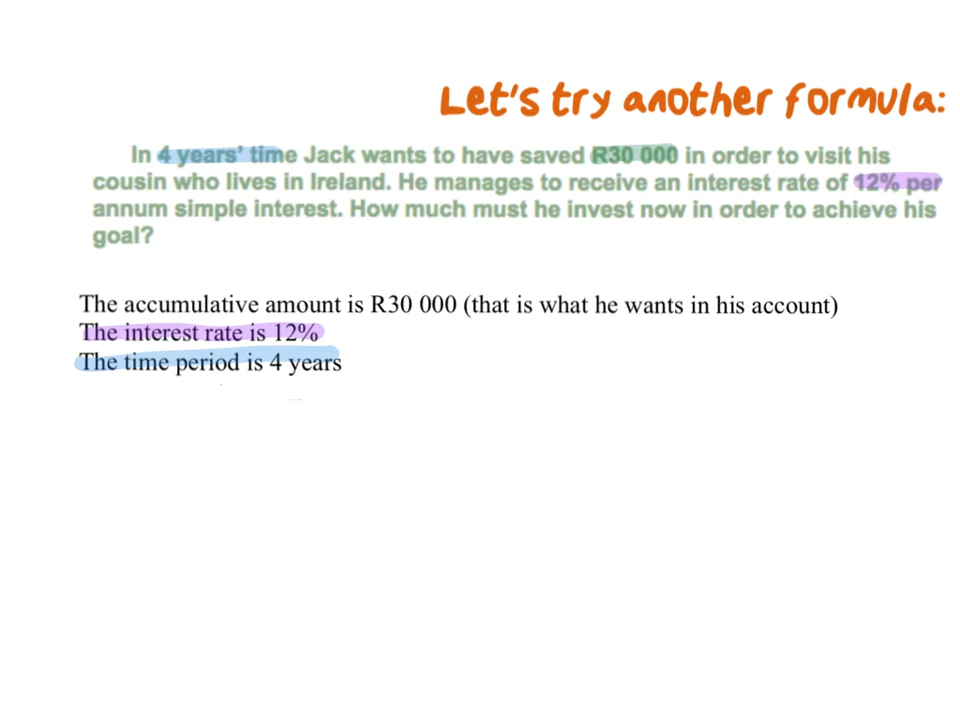 Let's try another formula:
In 4 years' time Jack wants to have saved R30 000 in order to visit his
cousin who lives in Ireland. He manages to receive an interest rate of 12% per
annum simple interest. How much must he invest now in order to achieve his
goal?
The accumulative amount is R30 000 (that is what he wants in his account)
The interest rate is 12%
The time period is 4 years